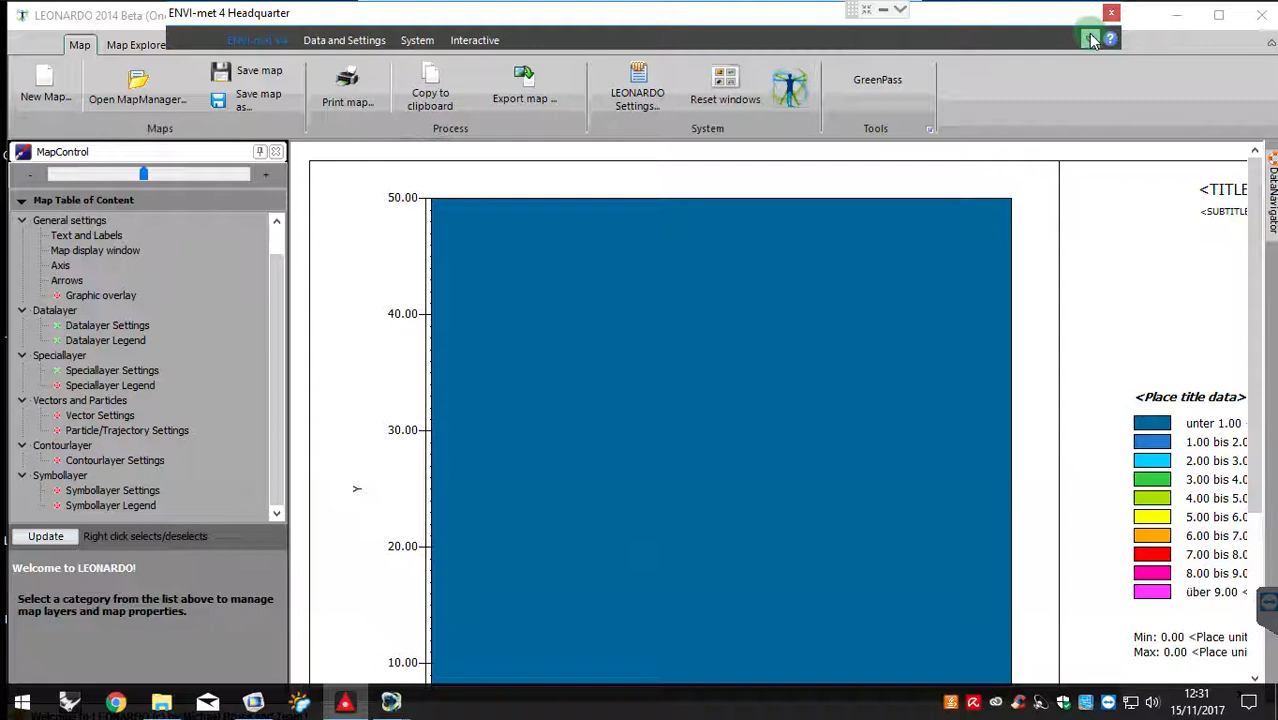 LEONARDO 2014 Beta (One
ENVI-met 4 Headquarter
Map
Map Explore
ENVI-met V4
Data and Settings
System
Interactive
New Map...
Open MapManager...
Save map
Save map
as...
Print map...
Copy to
clipboard
Export map ...
LEONARDO
Settings...
Reset windows
GreenPass
Maps
Process
System
Tools
MapControl
-
+
Map Table of Content
General settings
Text and Labels
Map display window
Axis
Arrows
Graphic overlay
Datalayer
Datalayer Settings
Datalayer Legend
Speciallayer
Speciallayer Settings
Speciallayer Legend
Vectors and Particles
Vector Settings
Particle/Trajectory Settings
Contourlayer
Contourlayer Settings
Symbollayer
Symbollayer Settings
Symbollayer Legend
Update
Right click selects/deselects
Welcome to LEONARDO!
Select a category from the list above to manage
map layers and map properties.
50.00
40.00
30.00
20.00
10.00
Y
<TITLE
<SUBTITLE
<Place title data>
unter 1.00
1.00 bis 2.0
2.00 bis 3.0
3.00 bis 4.0
4.00 bis 5.0
5.00 bis 6.0
6.00 bis 7.0
7.00 bis 8.0
8.00 bis 9.0
über 9.00 <
Min: 0.00 <Place unit
Max: 0.00 <Place uni
DataNavigator
12:31
15/11/2017